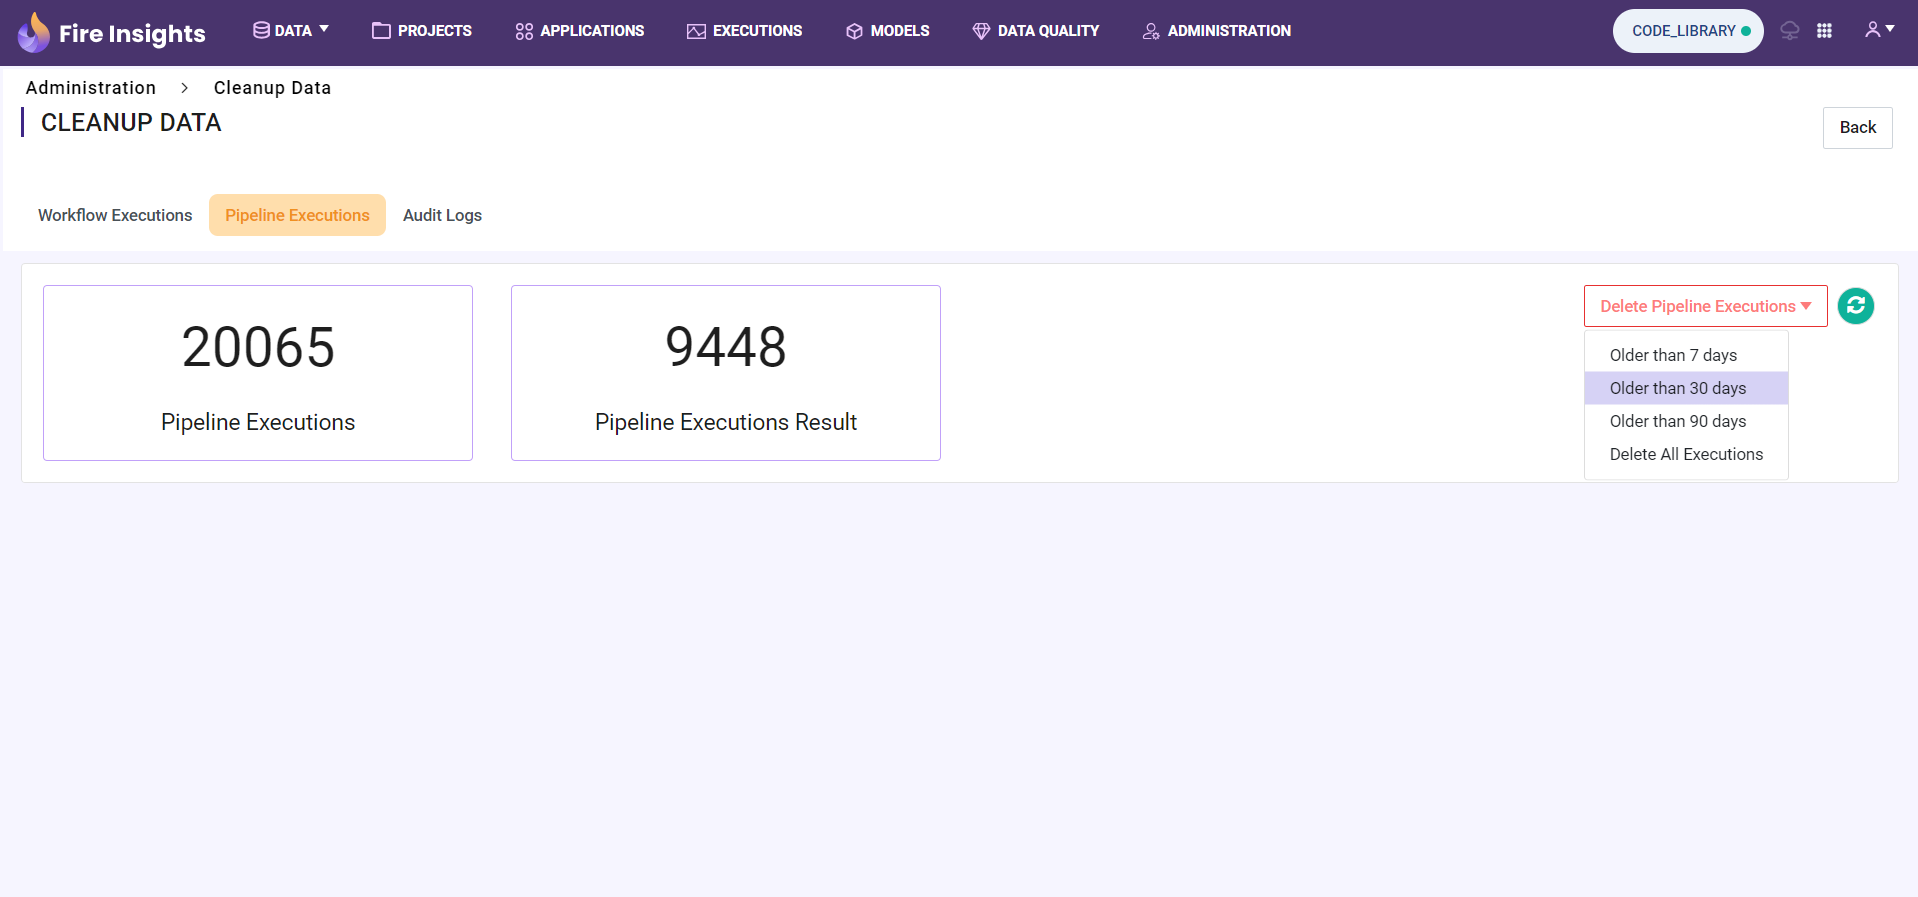 Fire Insights DATA PROJECTS APPLICATIONS EXECUTIONS MODELS DATA QUALITY ADMINISTRATION CODE_LIBRARY
Administration > Cleanup Data
CLEANUP DATA
Back
Workflow Executions Pipeline Executions Audit Logs
20065
Pipeline Executions
9448
Pipeline Executions Result
Delete Pipeline Executions
Older than 7 days
Older than 30 days
Older than 90 days
Delete All Executions